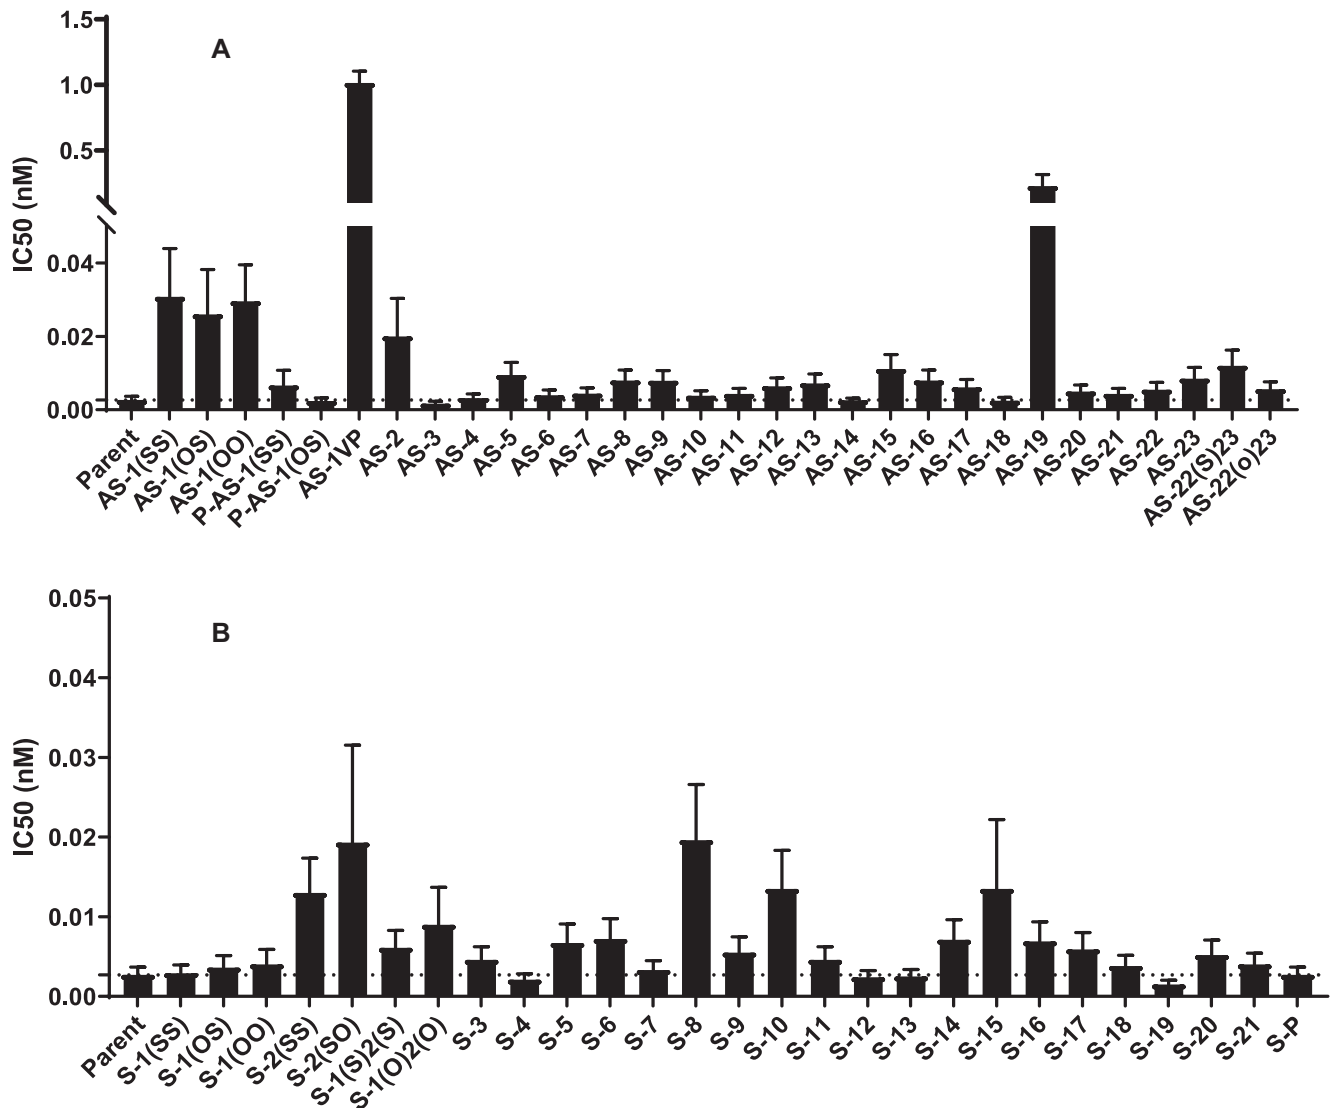 A
IC50 (nM)
1.5
1.0
0.5
0.04
0.02
0.00
Parent
AS-1(SS)
AS-1(OS)
AS-1(OO)
P-AS-1(SS)
P-AS-1(OS)
AS-1VP
AS-2
AS-3
AS-4
AS-5
AS-6
AS-7
AS-8
AS-9
AS-10
AS-11
AS-12
AS-13
AS-14
AS-15
AS-16
AS-17
AS-18
AS-19
AS-20
AS-21
AS-22
AS-23
AS-22(S)23
AS-22(o)23
B
IC50 (nM)
0.05
0.04
0.03
0.02
0.01
0.00
Parent
S-1(SS)
S-1(OS)
S-1(OO)
S-2(SS)
S-2(SO)
S-1(S)2(S)
S-1(O)2(O)
S-3
S-4
S-5
S-6
S-7
S-8
S-9
S-10
S-11
S-12
S-13
S-14
S-15
S-16
S-17
S-18
S-19
S-20
S-21
S-P